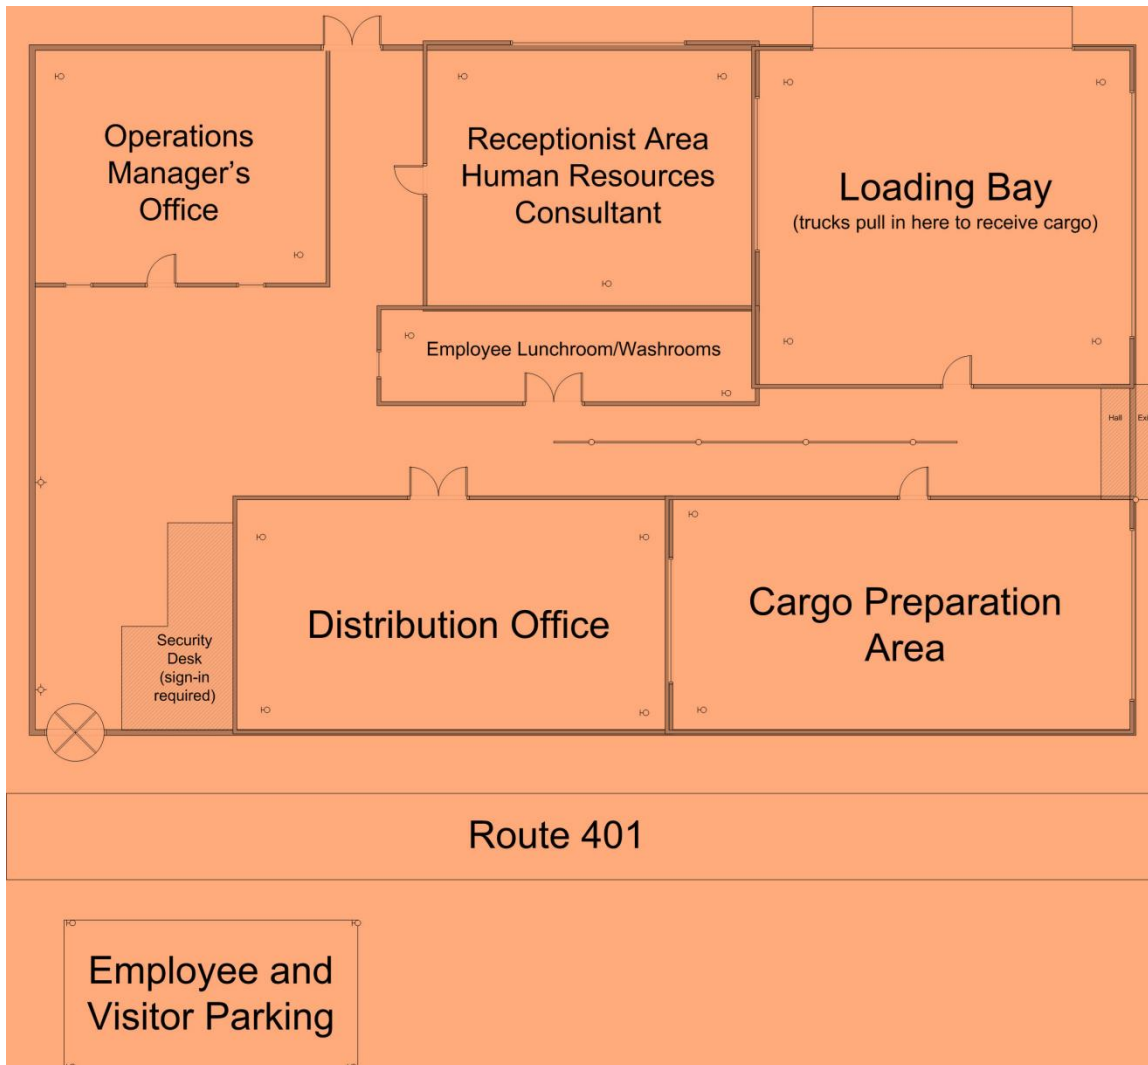 Operations
Manager's
Office
Receptionist Area
Human Resources
Consultant
Loading Bay
(trucks pull in here to receive cargo)
Employee Lunchroom/Washrooms
Hall
Exi
Distribution Office
Cargo Preparation
Area
Security
Desk
(sign-in
required)
Route 401
Employee and
Visitor Parking